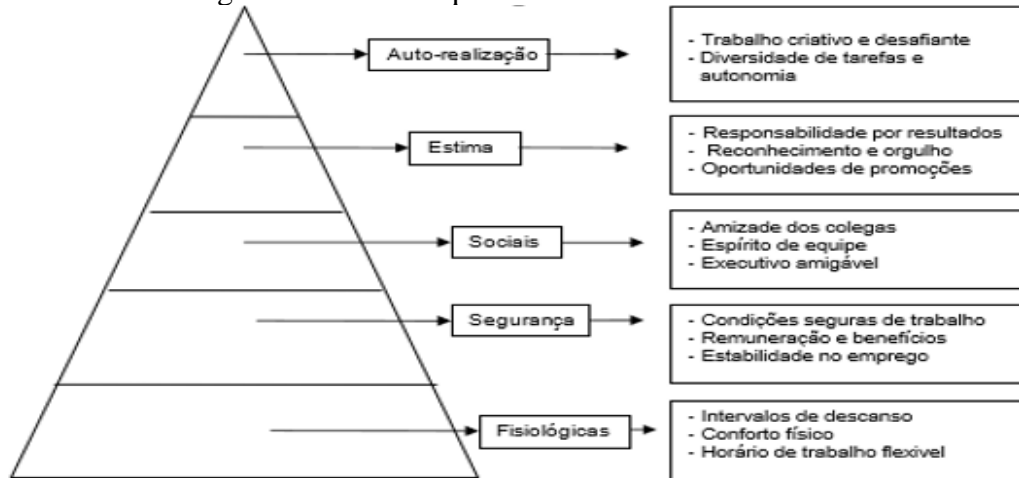 Auto-realização
- Trabalho criativo e desafiante
- Diversidade de tarefas e
autonomia
Estima
- Responsabilidade por resultados
- Reconhecimento e orgulho
- Oportunidades de promoções
Sociais
- Amizade dos colegas
- Espírito de equipe
- Executivo amigável
Segurança
- Condições seguras de trabalho
- Remuneração e benefícios
- Estabilidade no emprego
Fisiológicas
- Intervalos de descanso
- Conforto físico
- Horário de trabalho flexivel